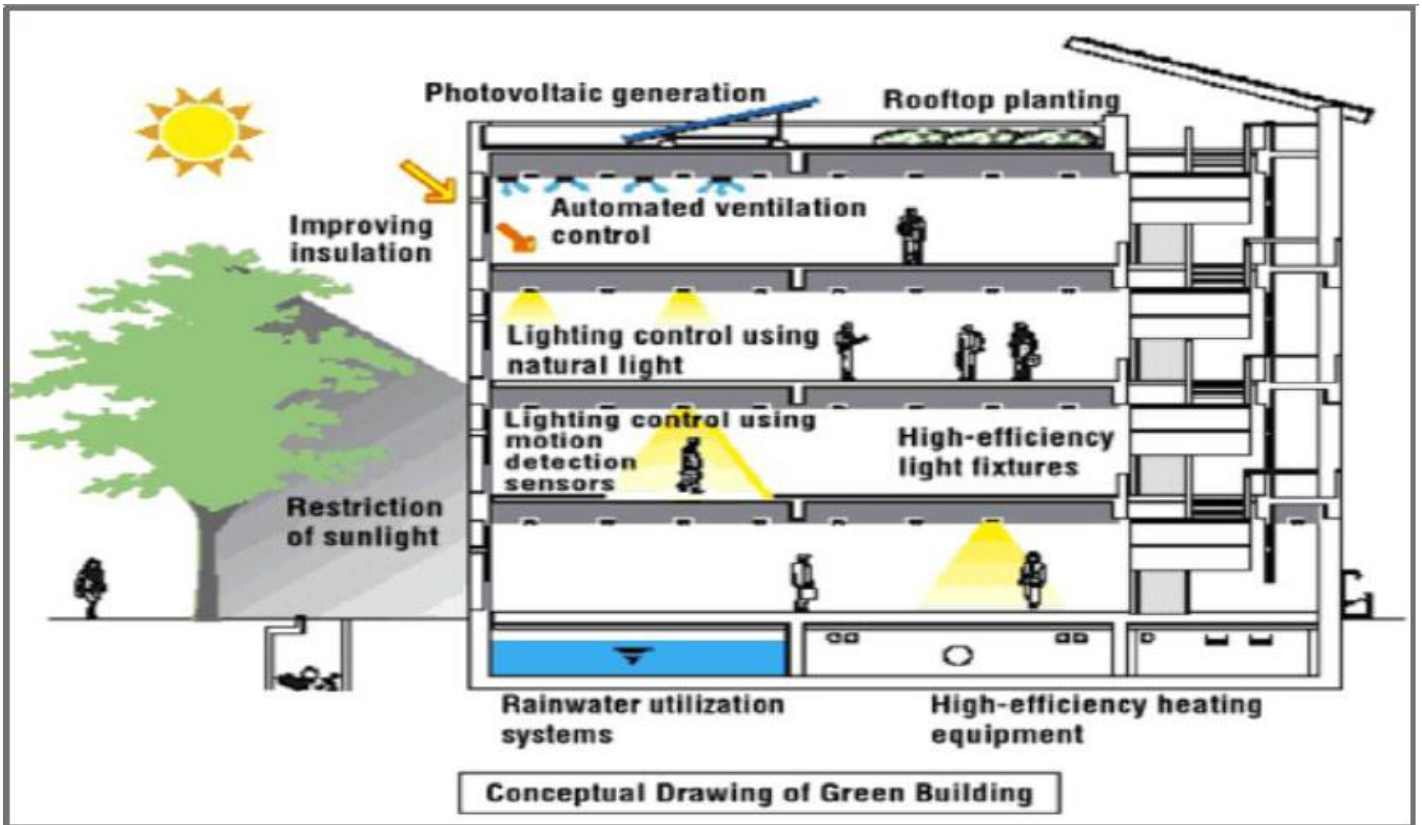 Photovoltaic generation
Rooftop planting
Improving
insulation
Automated ventilation
control
Lighting control using
natural light
Lighting control using
motion
detection
sensors
High-efficiency
light fixtures
Restriction
of sunlight
Rainwater utilization
systems
High-efficiency heating
equipment
Conceptual Drawing of Green Building